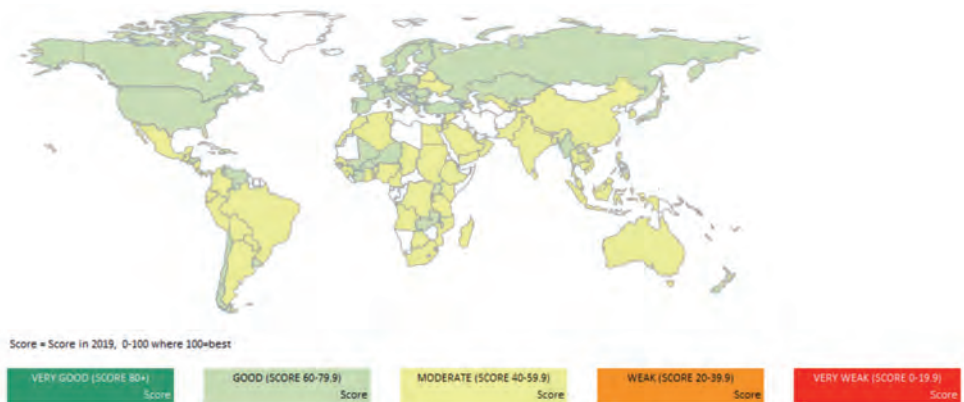 Score = Score in 2019, 0-100 where 100=best
VERY GOOD (SCORE 80+)
Score
GOOD (SCORE 60-79.9)
Score
MODERATE (SCORE 40-59.9)
Score
WEAK (SCORE 20-39.9)
Score
VERY WEAK (SCORE 0-19.9)
Score